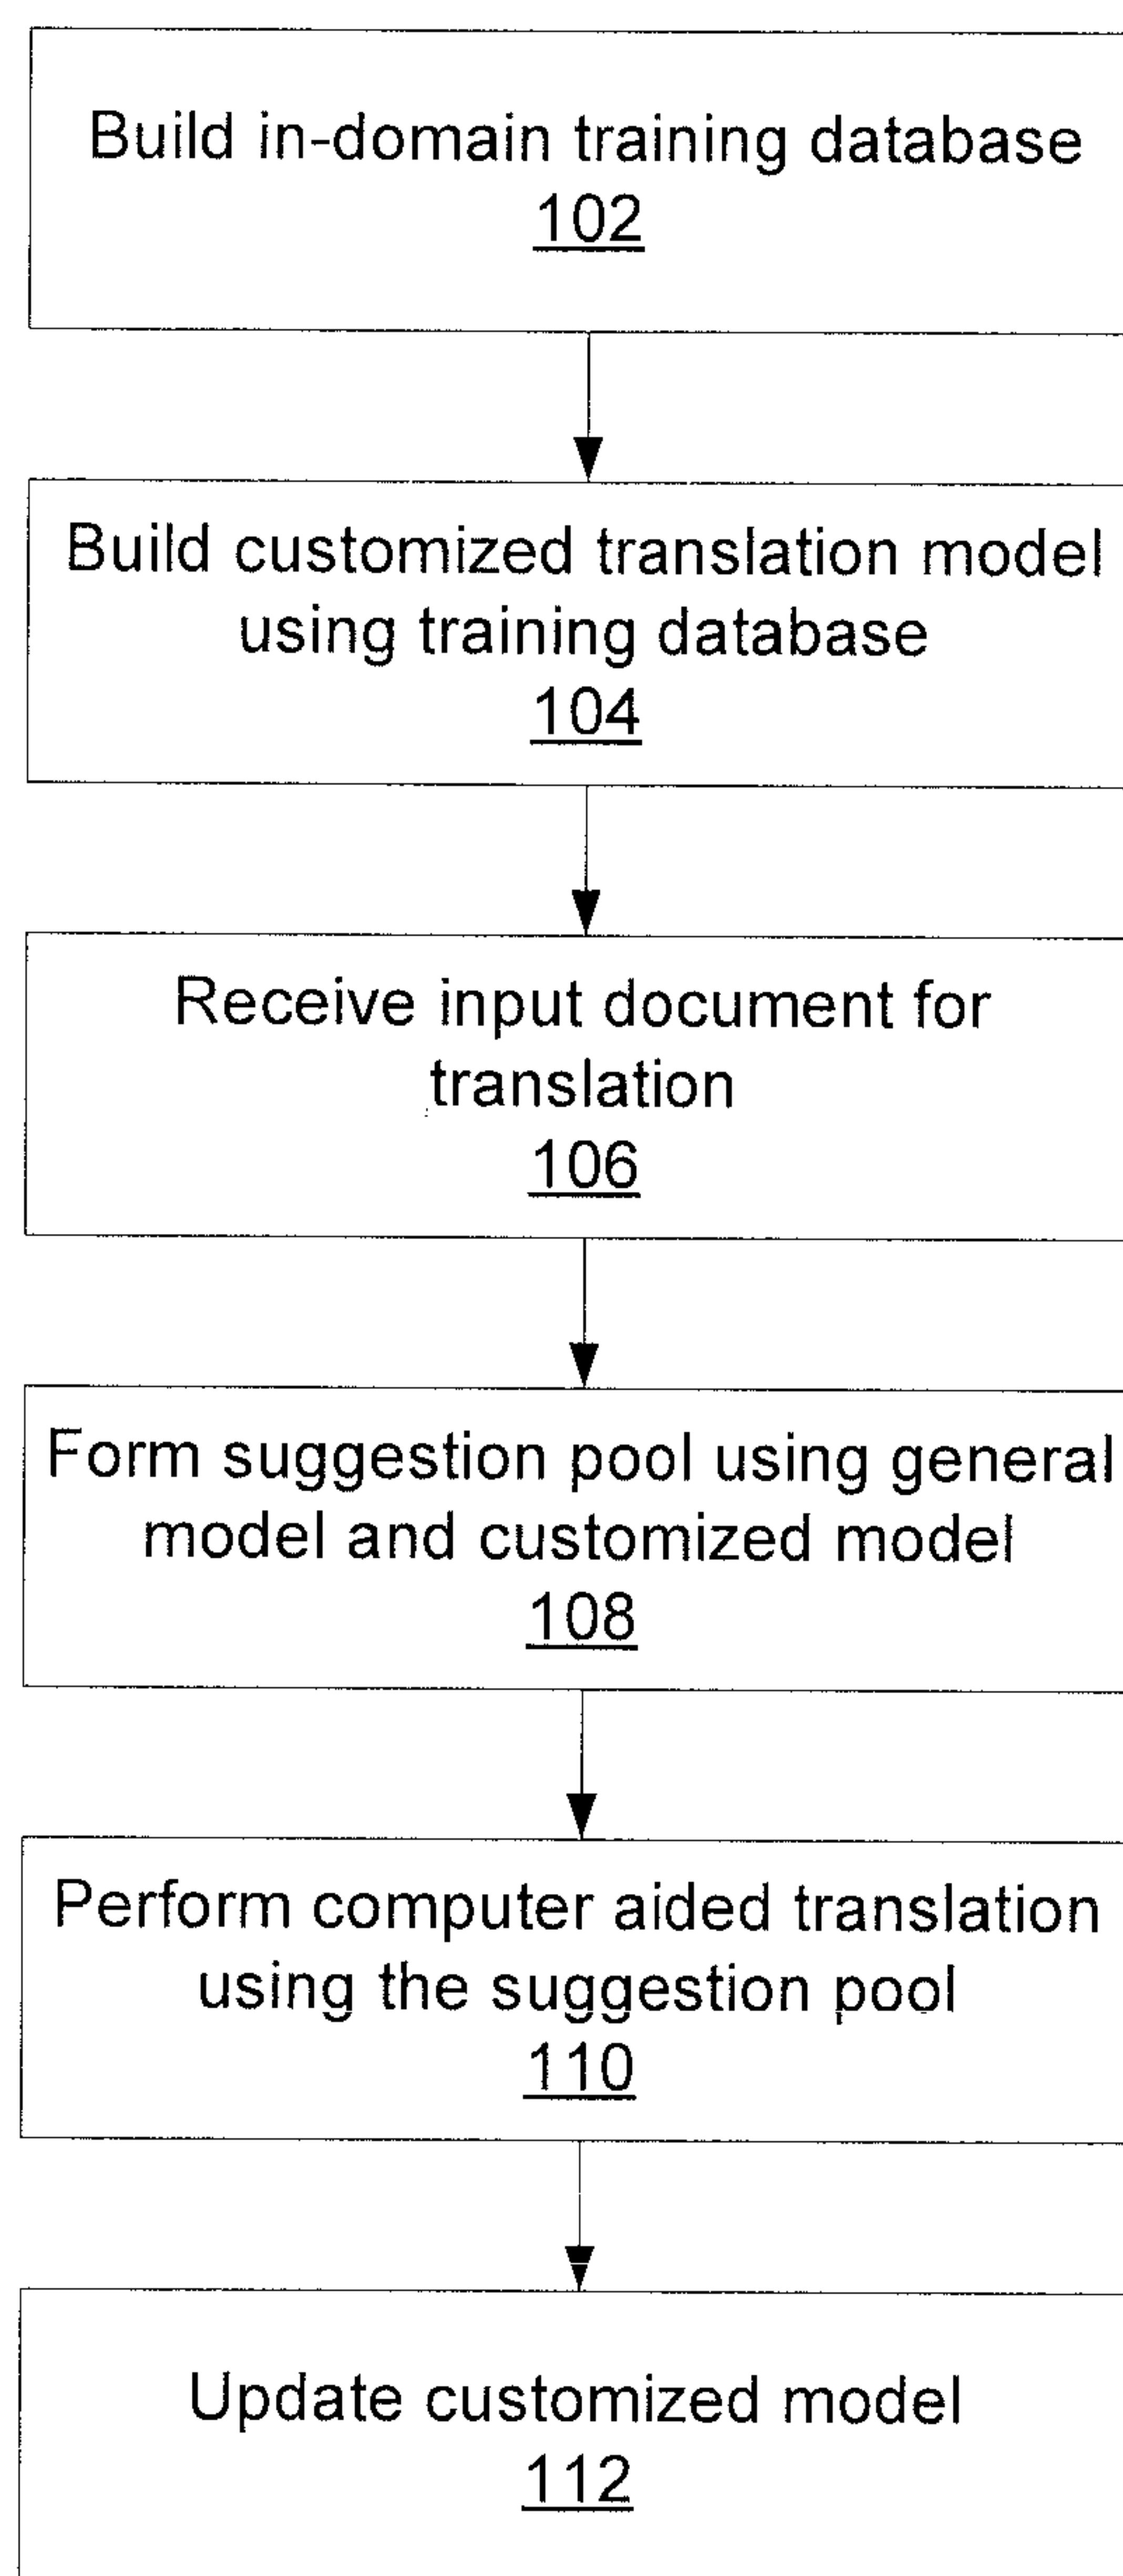 Build in-domain training database
102
Build customized translation model
using training database
104
Receive input document for
translation
106
Form suggestion pool using general
model and customized model
108
Perform computer aided translation
using the suggestion pool
110
Update customized model
112